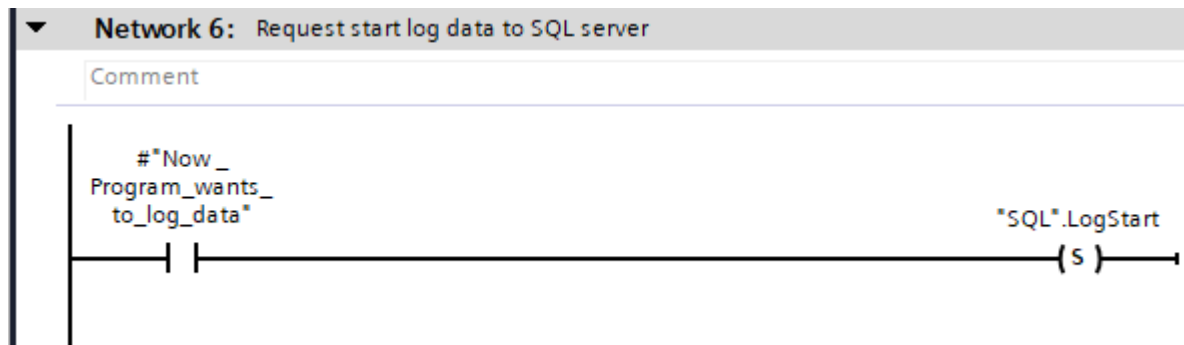 Network 6: Request start log data to SQL server
Comment
#"Now_
Program_wants_
to_log_data"
"SQL".LogStart
S